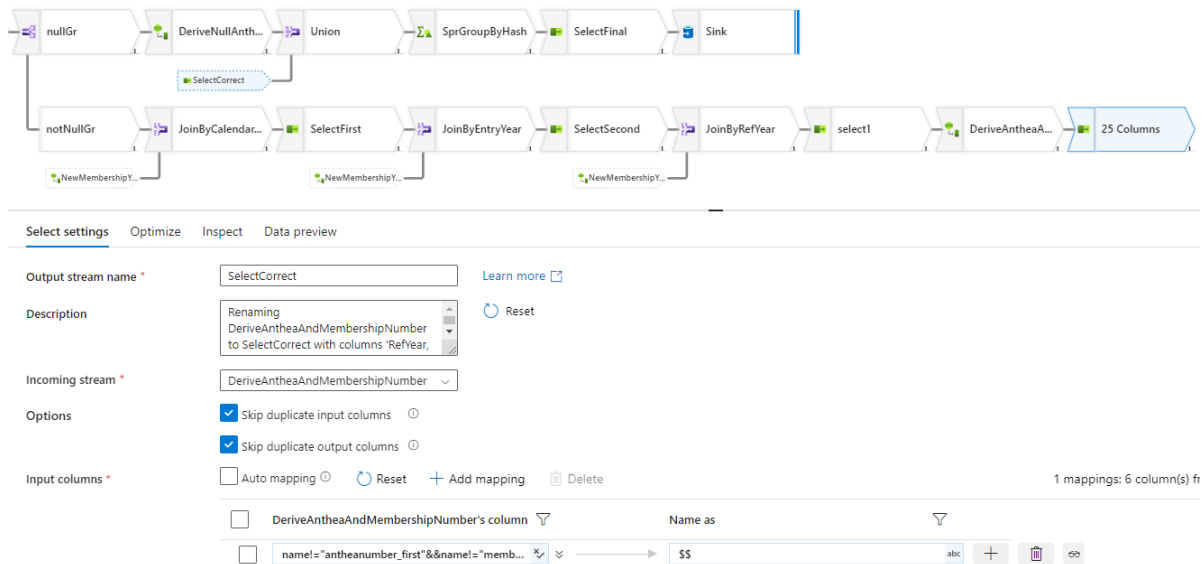 nullGr
DeriveNullAnth...
Union
SprGroupByHash
SelectFinal
Sink
SelectCorrect
notNullGr
JoinByCalendar...
SelectFirst
JoinByEntryYear
SelectSecond
JoinByRefYear
select1
DeriveAntheaA...
25 Columns
NewMembershipY...
NewMembershipY...
NewMembershipY...
Select settings
Optimize
Inspect
Data preview
Output stream name *
SelectCorrect
Learn more
Description
Renaming
DeriveAntheaAndMembershipNumber
to SelectCorrect with columns 'RefYear,
Reset
Incoming stream *
DeriveAntheaAndMembershipNumber
Options
Skip duplicate input columns
Skip duplicate output columns
Input columns *
Auto mapping
Reset
Add mapping
Delete
1 mappings: 6 column(s) fr
DeriveAntheaAndMembershipNumber's column
Name as
name!="antheanumber_first"&&name!="memb...
$$
abc